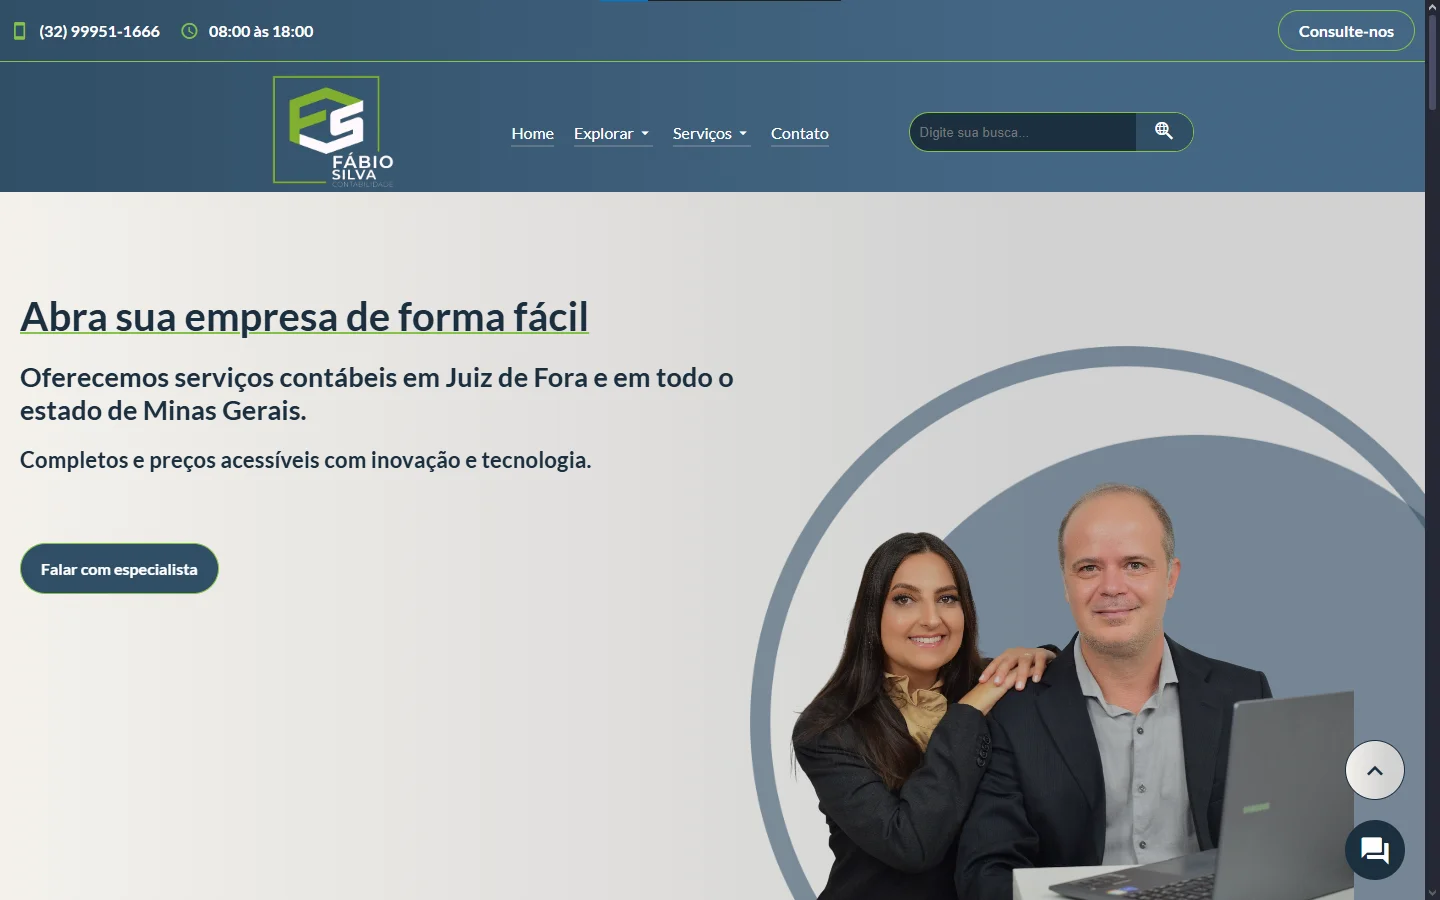 (32) 99951-1666
08:00 às 18:00
Consulte-nos
FÁBIO
SILVA
CONTABILIDADE
Home
Explorar
Serviços
Contato
Digite sua busca...
Abra sua empresa de forma fácil
Oferecemos serviços contábeis em Juiz de Fora e em todo o
estado de Minas Gerais.
Completos e preços acessíveis com inovação e tecnologia.
Falar com especialista